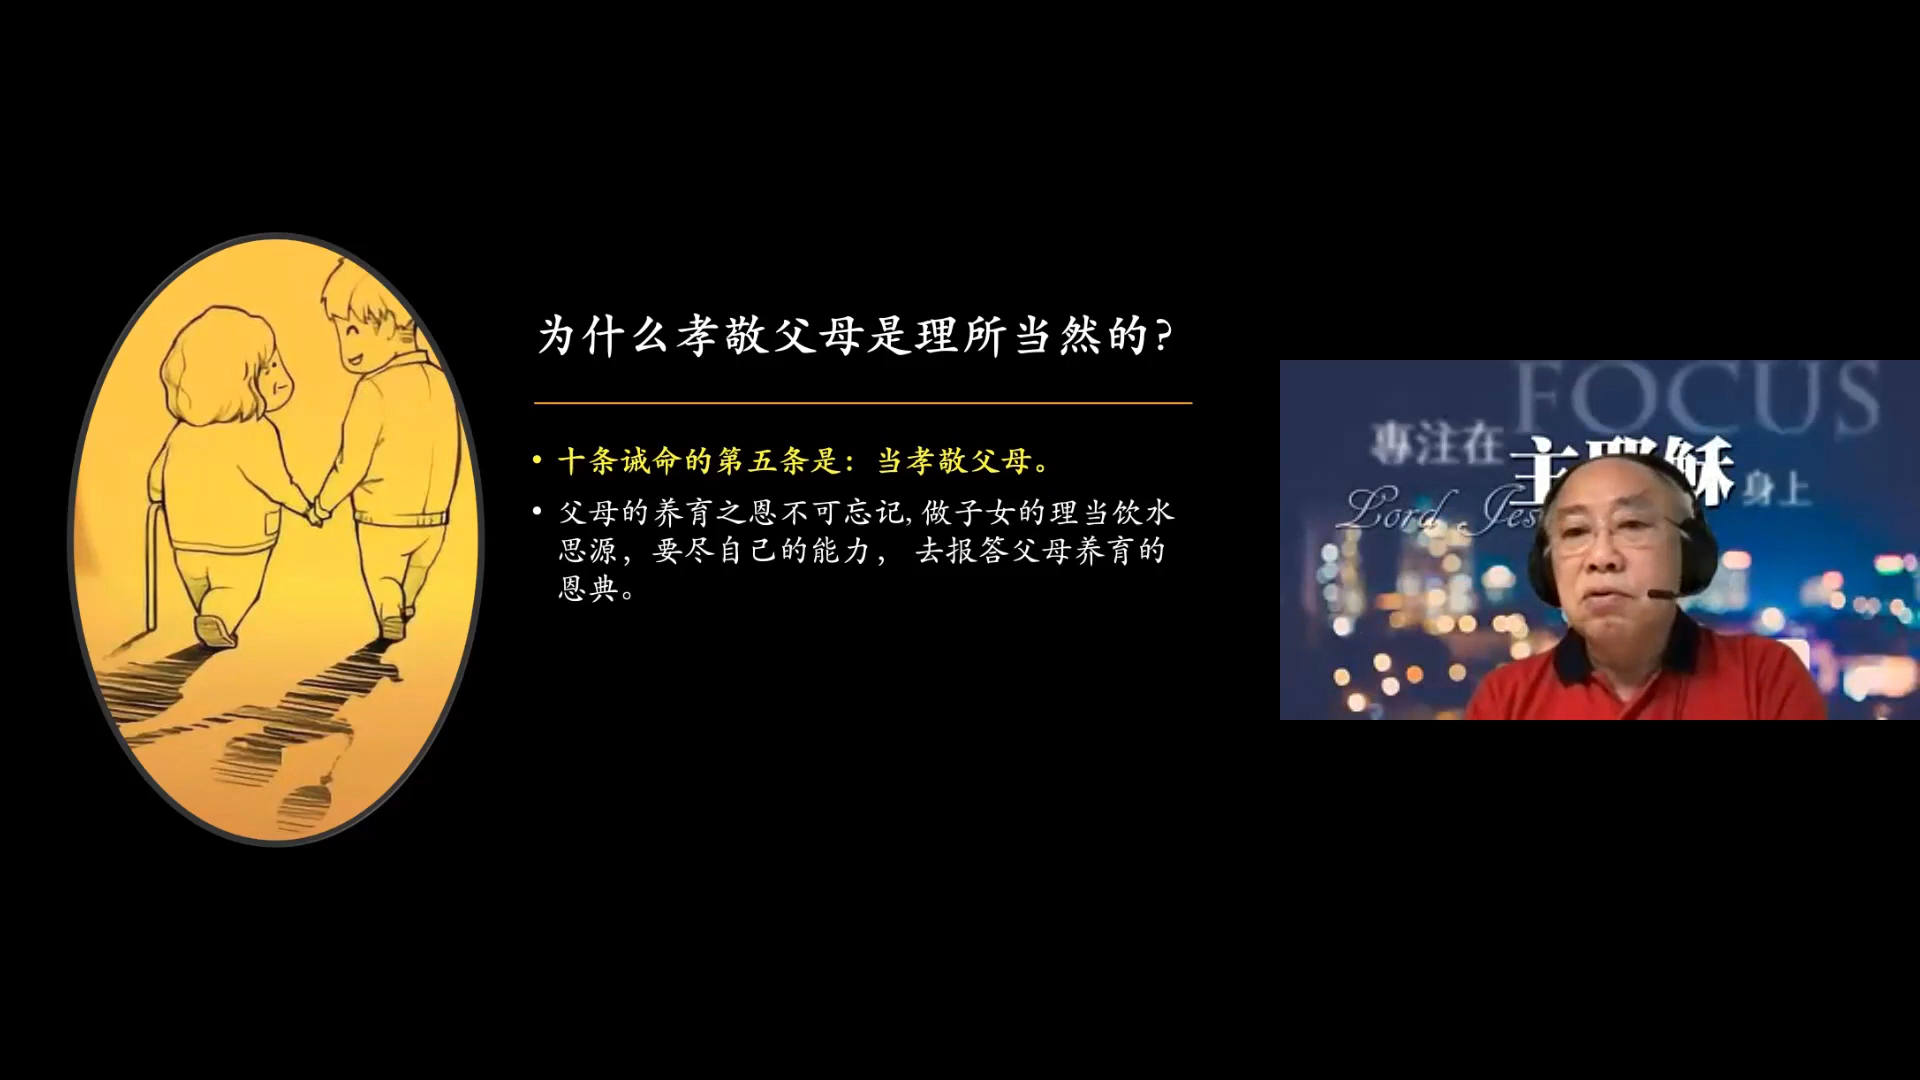 为什么孝敬父母是理所当然的?
• 十条诫命的第五条是：当孝敬父母。
• 父母的养育之恩不可忘记, 做子女的理当饮水
思源，要尽自己的能力， 去报答父母养育的
恩典。
FOCUS
專注在
主耶穌
身上
Lord